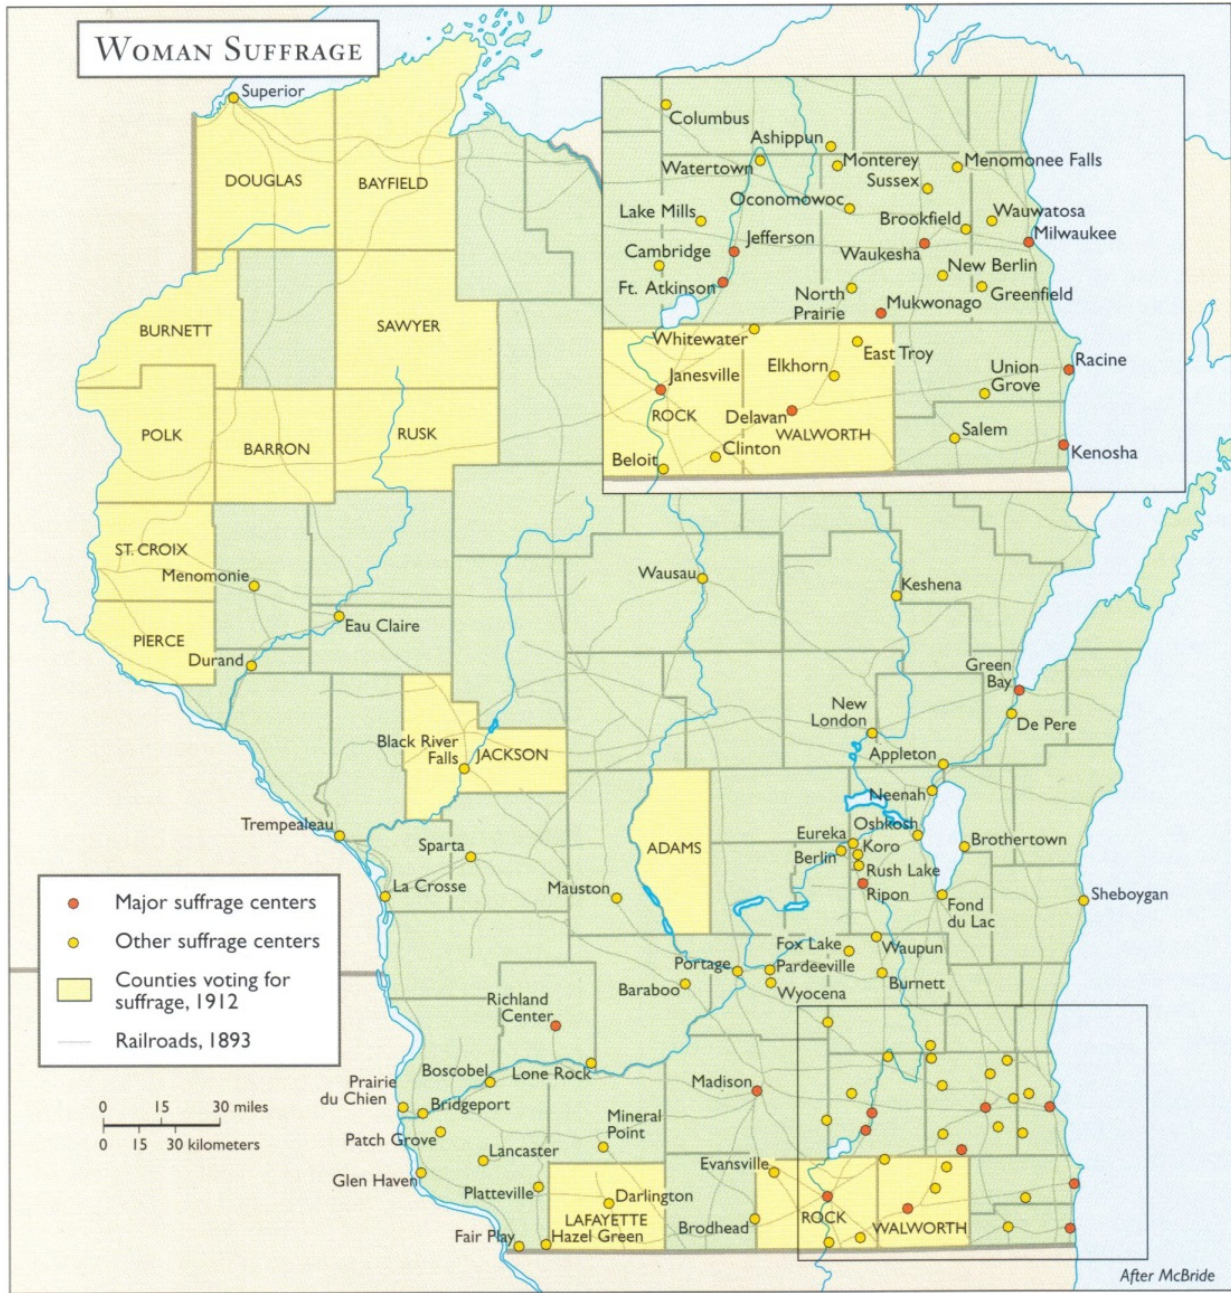 WOMAN SUFFRAGE
Superior
DOUGLAS
BAYFIELD
BURNETT
SAWYER
POLK
BARRON
RUSK
ST. CROIX
Menomonie
Eau Claire
PIERCE
Durand
Wausau
Keshena
Green
Bay
De Pere
New
London
Appleton
Black River
Falls
JACKSON
Neenah
Trempealeau
Sparta
ADAMS
Eureka
Oshkosh
Koro
Berlin
Rush Lake
Ripon
Brothertown
La Crosse
Mauston
Fond
du Lac
Sheboygan
Fox Lake
Waupun
Portage
Pardeeville
Burnett
Baraboo
Wyocena
Richland
Center
Boscobel
Lone Rock
Madison
Prairie
du Chien
Bridgeport
Patch Grove
Mineral
Point
Lancaster
Glen Haven
Platteville
Darlington
LAFAYETTE
Evansville
Brodhead
ROCK
WALWORTH
Fair Play
Hazel Green
Columbus
Ashippun
Watertown
Monterey
Menomonee Falls
Sussex
Oconomowoc
Lake Mills
Brookfield
Wauwatosa
Jefferson
Milwaukee
Cambridge
Waukesha
New Berlin
Ft. Atkinson
North
Prairie
Mukwonago
Greenfield
Whitewater
East Troy
Janesville
Elkhorn
Union
Grove
Racine
ROCK
Delavan
WALWORTH
Salem
Clinton
Beloit
Kenosha
Major suffrage centers
Other suffrage centers
Counties voting for
suffrage, 1912
Railroads, 1893
0 15 30 miles
0 15 30 kilometers
After McBride